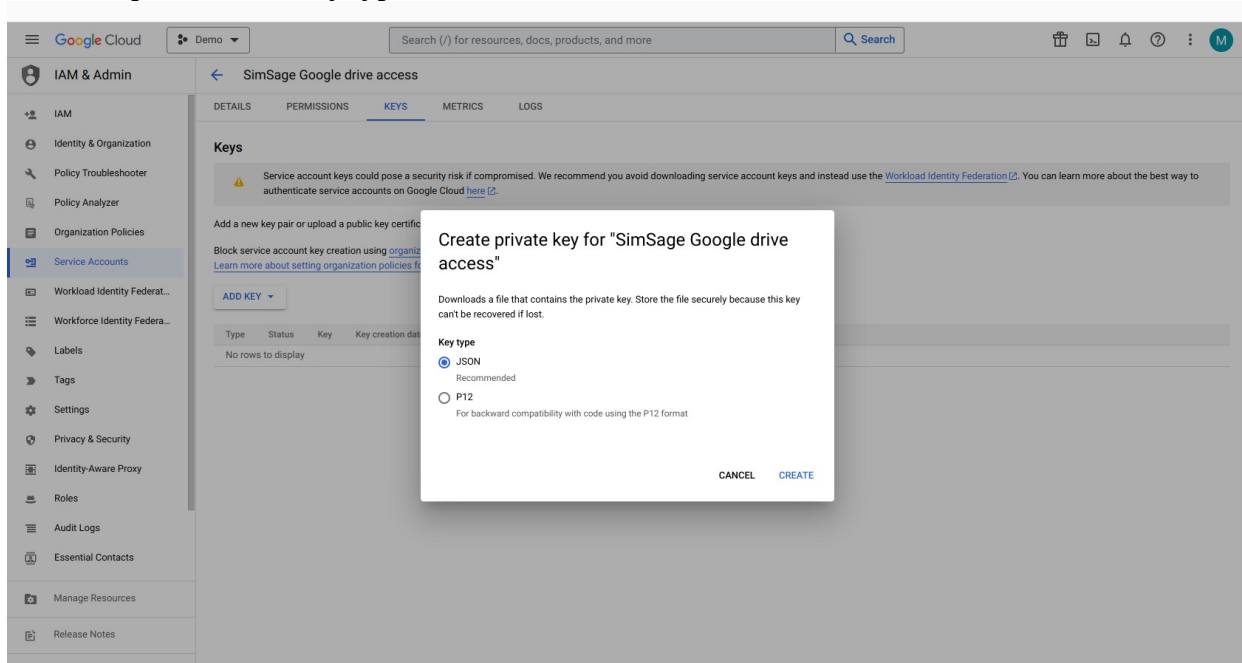 Google Cloud
Demo
Search (/) for resources, docs, products, and more
Search
M
IAM & Admin
SimSage Google drive access
DETAILS PERMISSIONS KEYS METRICS LOGS
IAM
Identity & Organization
Policy Troubleshooter
Policy Analyzer
Organization Policies
Service Accounts
Workload Identity Federat...
Workforce Identity Federa...
Labels
Tags
Settings
Privacy & Security
Identity-Aware Proxy
Roles
Audit Logs
Essential Contacts
Manage Resources
Release Notes
Keys
Service account keys could pose a security risk if compromised. We recommend you avoid downloading service account keys and instead use the Workload Identity Federation. You can learn more about the best way to
authenticate service accounts on Google Cloud here.
Add a new key pair or upload a public key certific
Block service account key creation using organiz
Learn more about setting organization policies fo
ADD KEY
Type Status Key Key creation dat
No rows to display
Create private key for "SimSage Google drive
access"
Downloads a file that contains the private key. Store the file securely because this key
can't be recovered if lost.
Key type
JSON
Recommended
P12
For backward compatibility with code using the P12 format
CANCEL CREATE